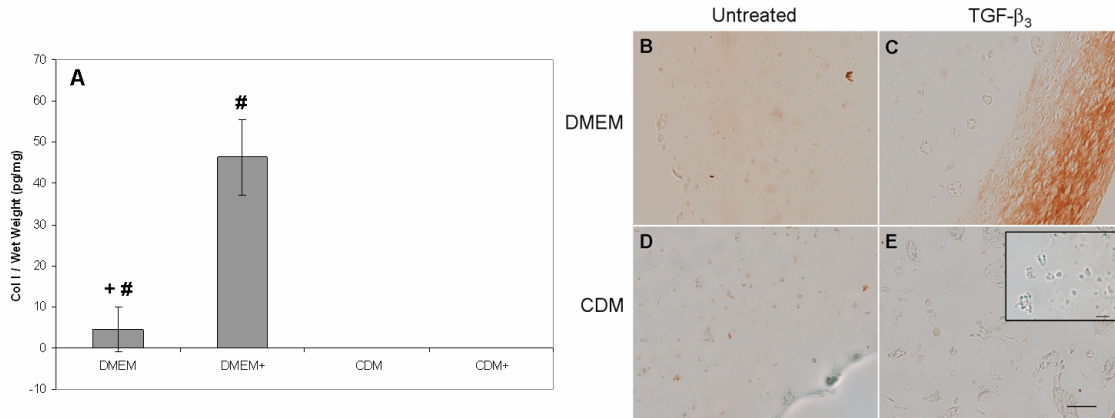 A
70
60
50
40
30
20
10
0
-10
Col I / Wet Weight (pg/mg)
+ #
#
DMEM
DMEM+
CDM
CDM+
Untreated
TGF-β₃
DMEM
CDM
B
C
D
E